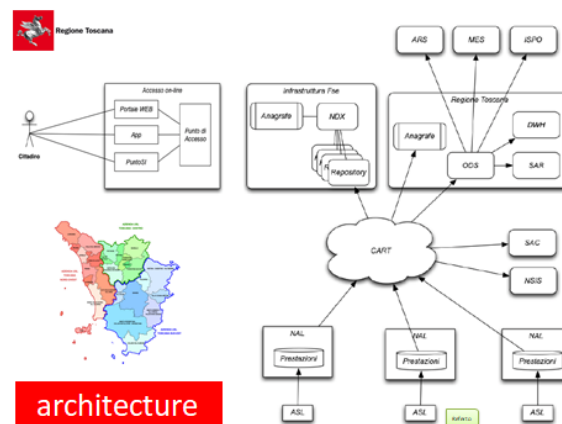 Regione Toscana
ARS
MES
ISPO
Accesso on-line
Portale WEB
App
PuntoSI
Punto di
Accesso
Cittadino
Infrastruttura Fse
Anagrafe
NDX
Repository
Regione Toscana
Anagrafe
ODS
DWH
SAR
CART
SAC
NSIS
NAL
Prestazioni
ASL
NAL
Prestazioni
ASL
NAL
Prestazioni
ASL
architecture